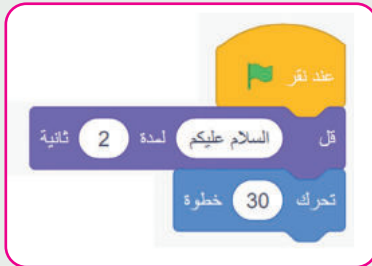 عند نقر
قل السلام عليكم لمدة 2 ثانية
تحرك 30 خطوة